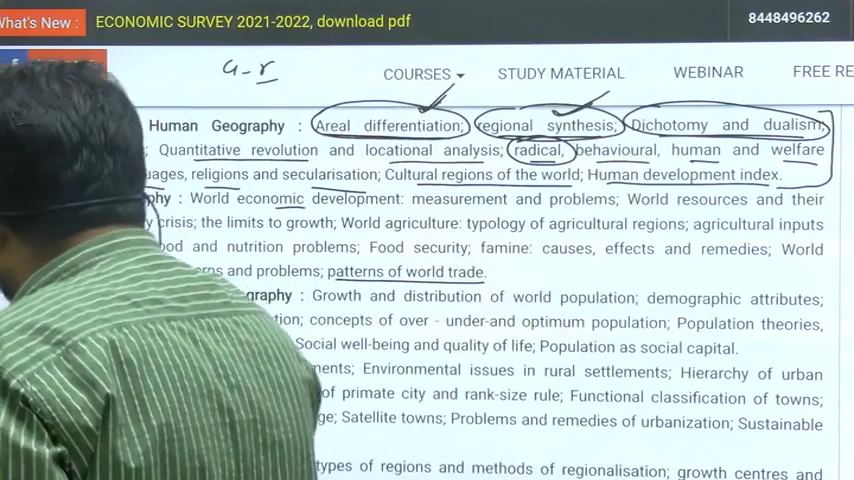 What's New : ECONOMIC SURVEY 2021-2022, download pdf 8448496262
a-r
COURSES STUDY MATERIAL WEBINAR FREE RE
Human Geography : Areal differentiation; regional synthesis; Dichotomy and dualism;
; Quantitative revolution and locational analysis; radical, behavioural, human and welfare
uages, religions and secularisation; Cultural regions of the world; Human development index.
phy : World economic development: measurement and problems; World resources and their
y crisis; the limits to growth; World agriculture: typology of agricultural regions; agricultural inputs
ood and nutrition problems; Food security; famine: causes, effects and remedies; World
erns and problems; patterns of world trade.
graphy : Growth and distribution of world population; demographic attributes;
tion; concepts of over - under-and optimum population; Population theories,
Social well-being and quality of life; Population as social capital.
ments; Environmental issues in rural settlements; Hierarchy of urban
of primate city and rank-size rule; Functional classification of towns;
ge; Satellite towns; Problems and remedies of urbanization; Sustainable
types of regions and methods of regionalisation; growth centres and